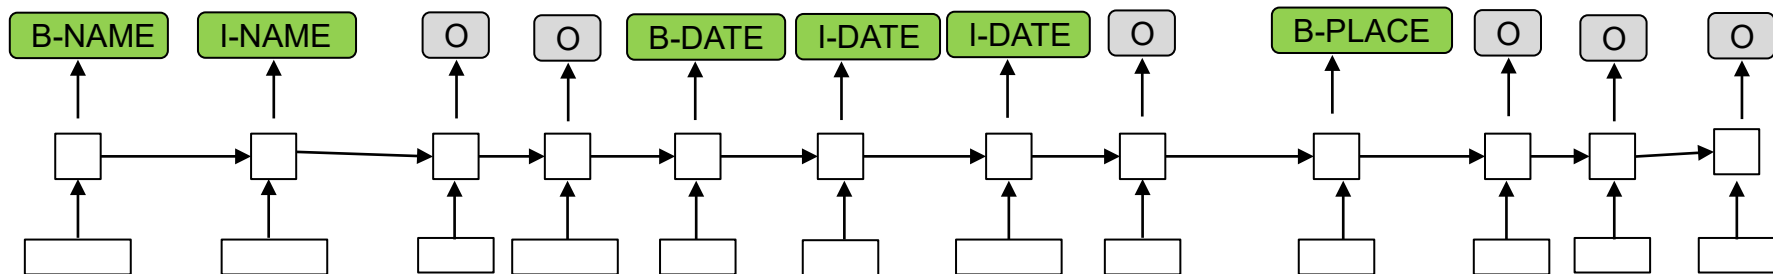 B-NAME I-NAME O O B-DATE I-DATE I-DATE O B-PLACE O O O